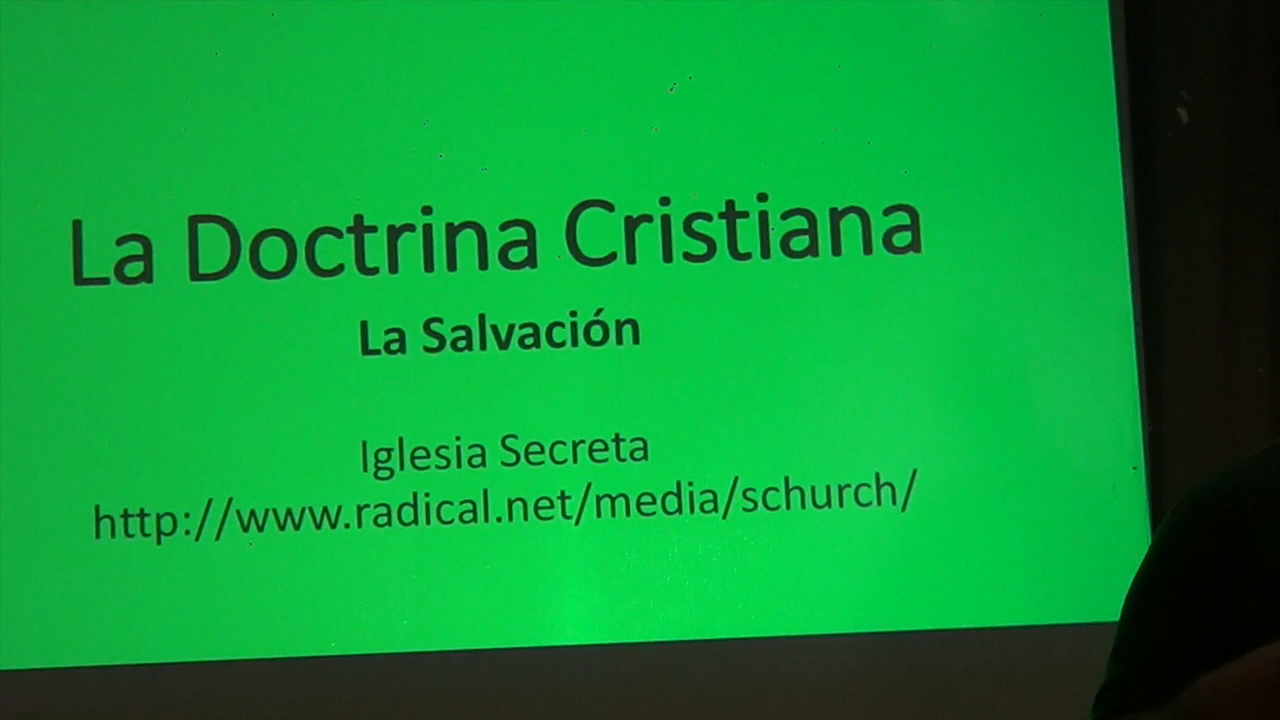 La Doctrina Cristiana
La Salvación
Iglesia Secreta
http://www.radical.net/media/schurch/